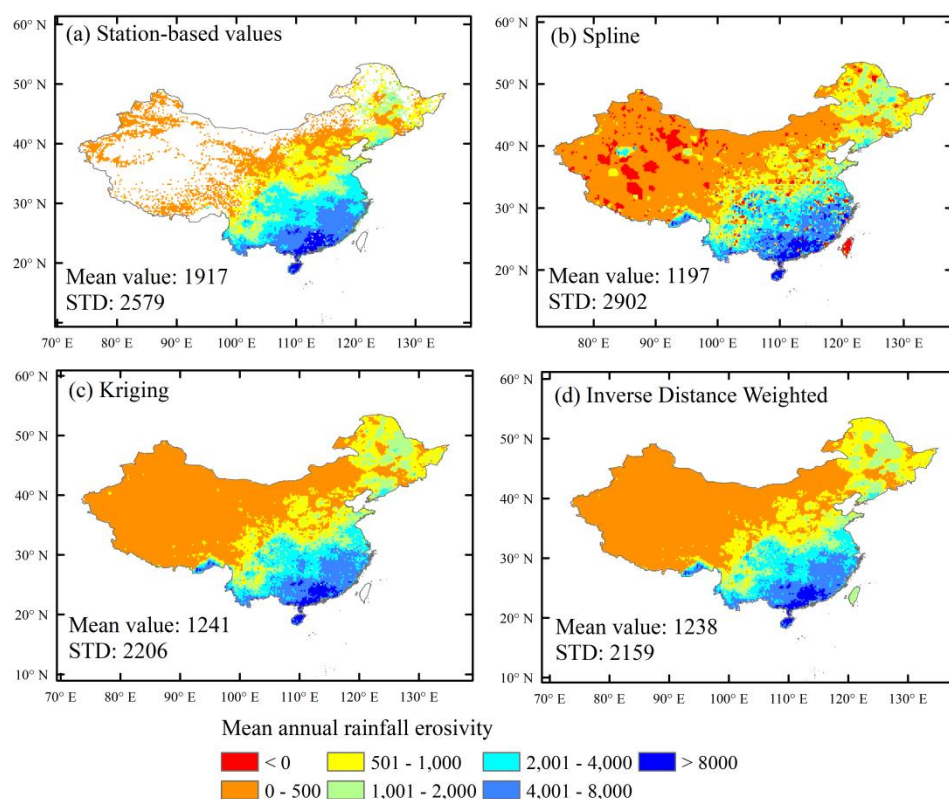 (a) Station-based values
60° N
50° N
40° N
30° N
20° N
Mean value: 1917
STD: 2579
70° E 80° E 90° E 100° E 110° E 120° E 130° E
(b) Spline
60° N
50° N
40° N
30° N
20° N
Mean value: 1197
STD: 2902
80° E 90° E 100° E 110° E 120° E 130° E
(c) Kriging
60° N
50° N
40° N
30° N
20° N
10° N
Mean value: 1241
STD: 2206
70° E 80° E 90° E 100° E 110° E 120° E 130° E
(d) Inverse Distance Weighted
60° N
50° N
40° N
30° N
20° N
10° N
Mean value: 1238
STD: 2159
70° E 80° E 90° E 100° E 110° E 120° E 130° E
Mean annual rainfall erosivity
< 0 501 - 1,000 2,001 - 4,000 > 8000
0 - 500 1,001 - 2,000 4,001 - 8,000